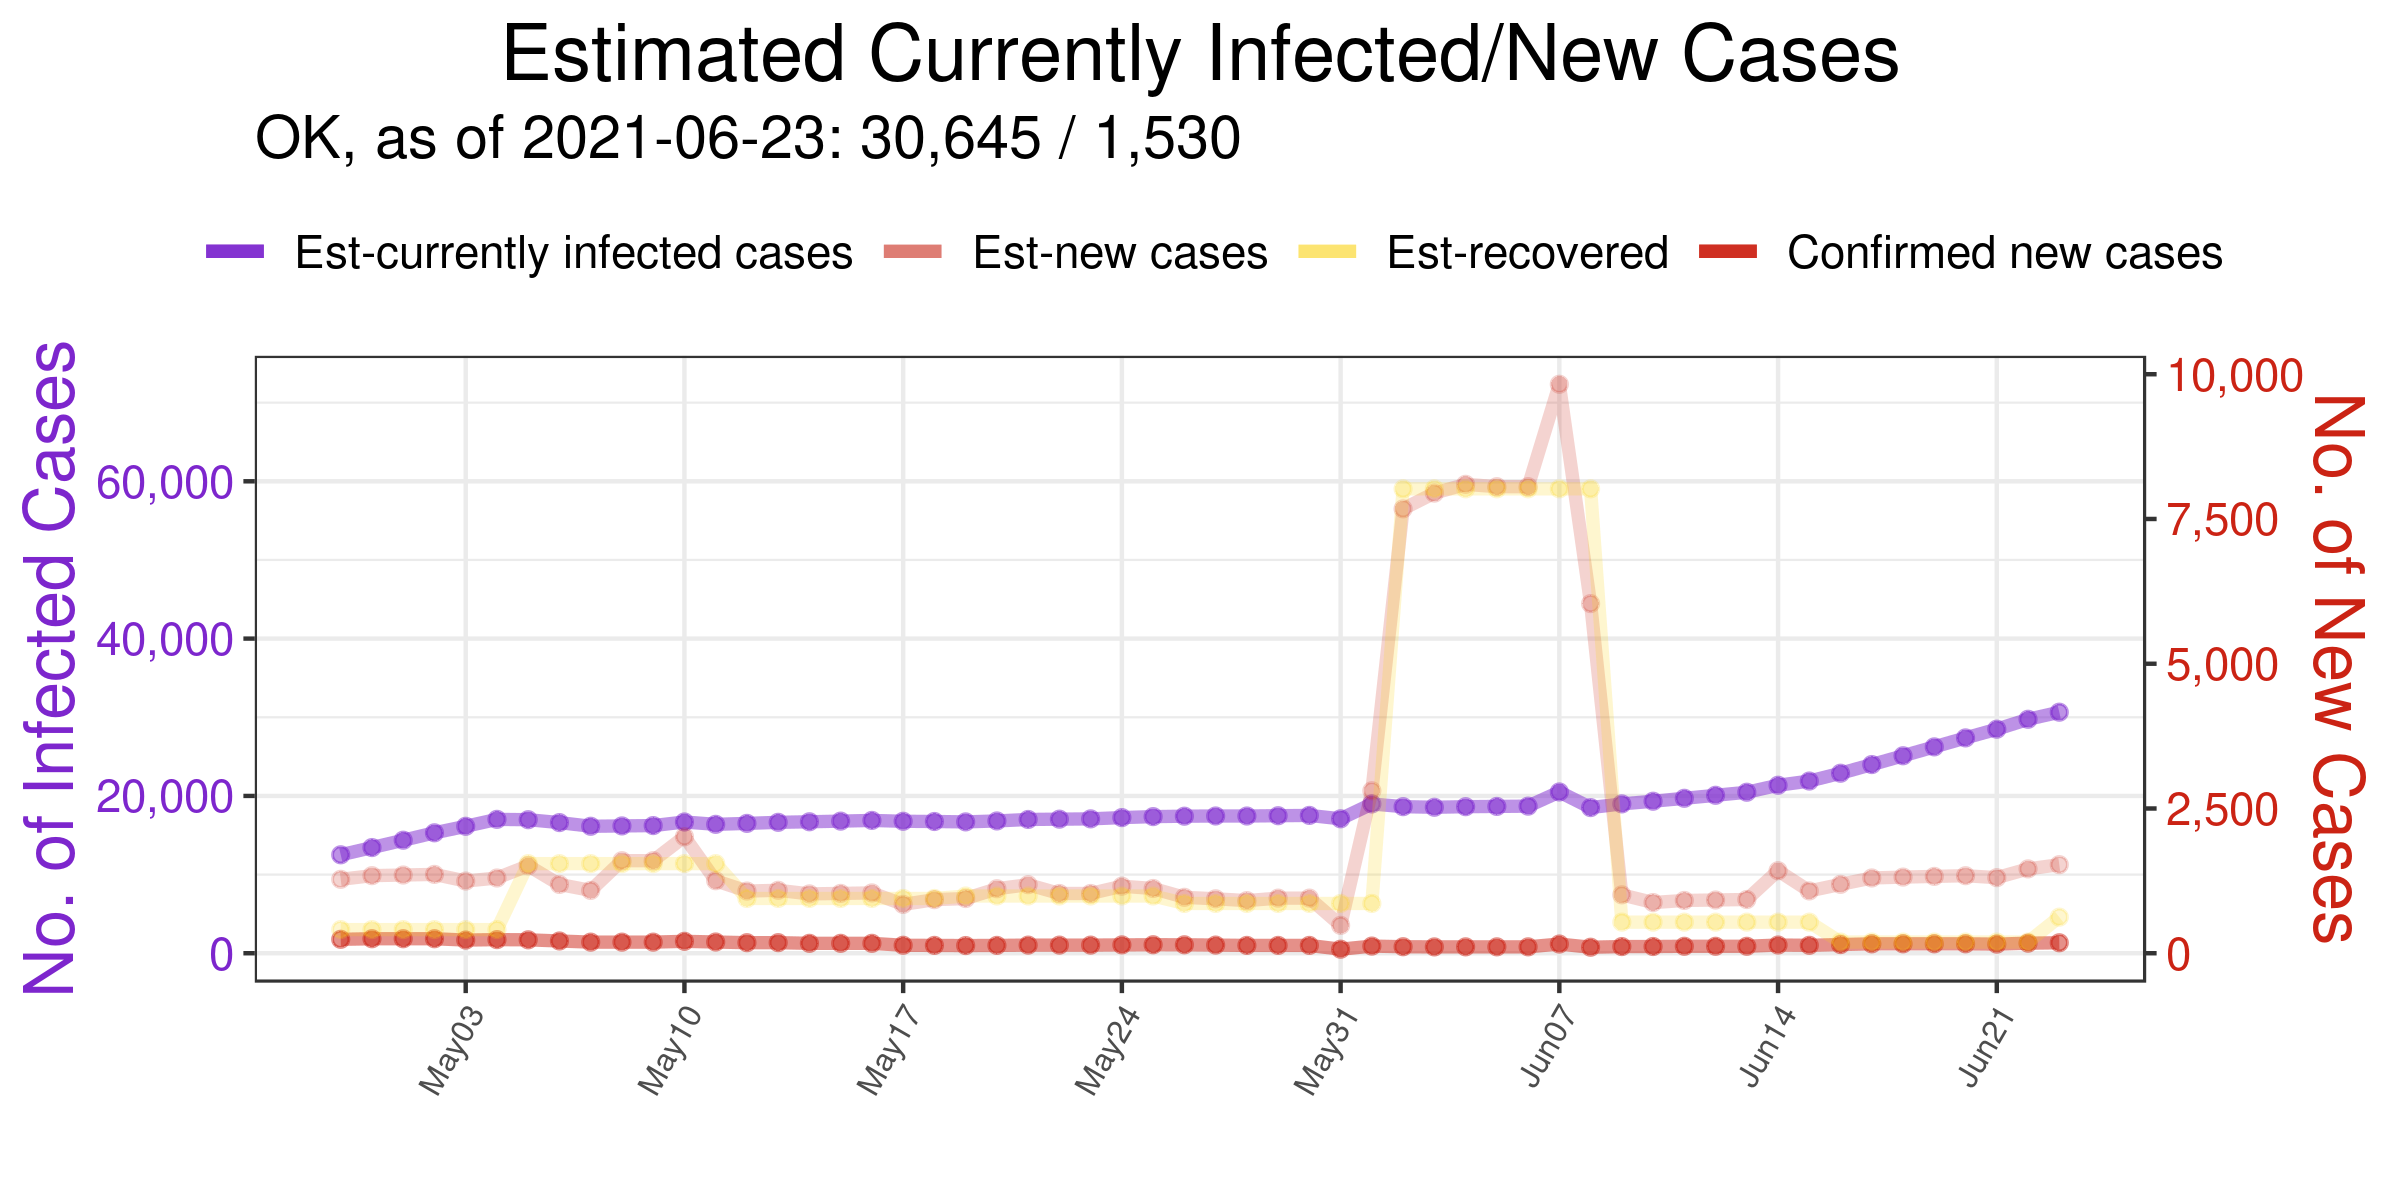 Estimated Currently Infected/New Cases
OK, as of 2021-06-23: 30,645 / 1,530
Est-currently infected cases Est-new cases Est-recovered Confirmed new cases
No. of Infected Cases
60,000
40,000
20,000
0
10,000
7,500
5,000
2,500
0
No. of New Cases
May03 May10 May17 May24 May31 Jun07 Jun14 Jun21